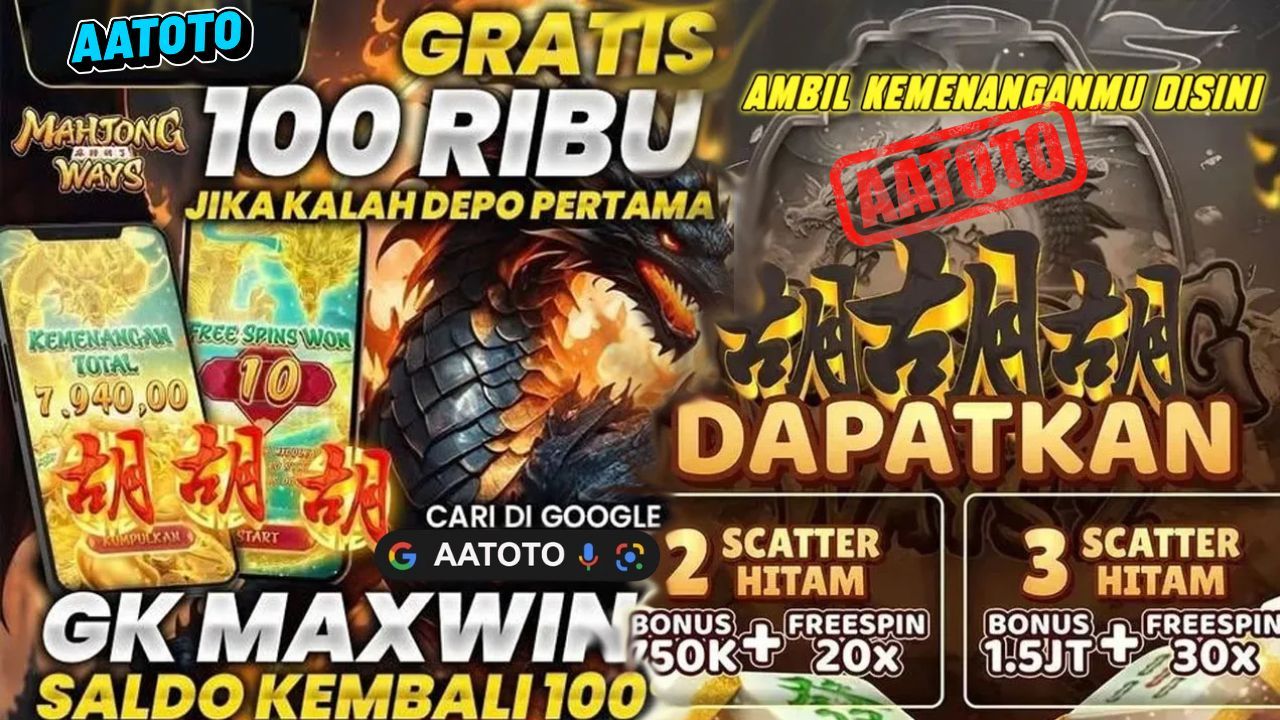 AATOTO
GRATIS
100 RIBU
JIKA KALAH DEPO PERTAMA
MAHJONG
WAYS
KEMENANGAN
TOTAL
7.940,00
FREE SPINS WON
10
胡 胡 胡
KUMPULKAN
START
CARI DI GOOGLE
AATOTO
GK MAXWIN
SALDO KEMBALI 100
AMBIL KEMENANGANMU DISINI
AATOTO
胡胡胡
G
DAPATKAN
2 SCATTER
HITAM
BONUS
750K
+
FREESPIN
20x
3 SCATTER
HITAM
BONUS
1.5JT
+
FREESPIN
30x